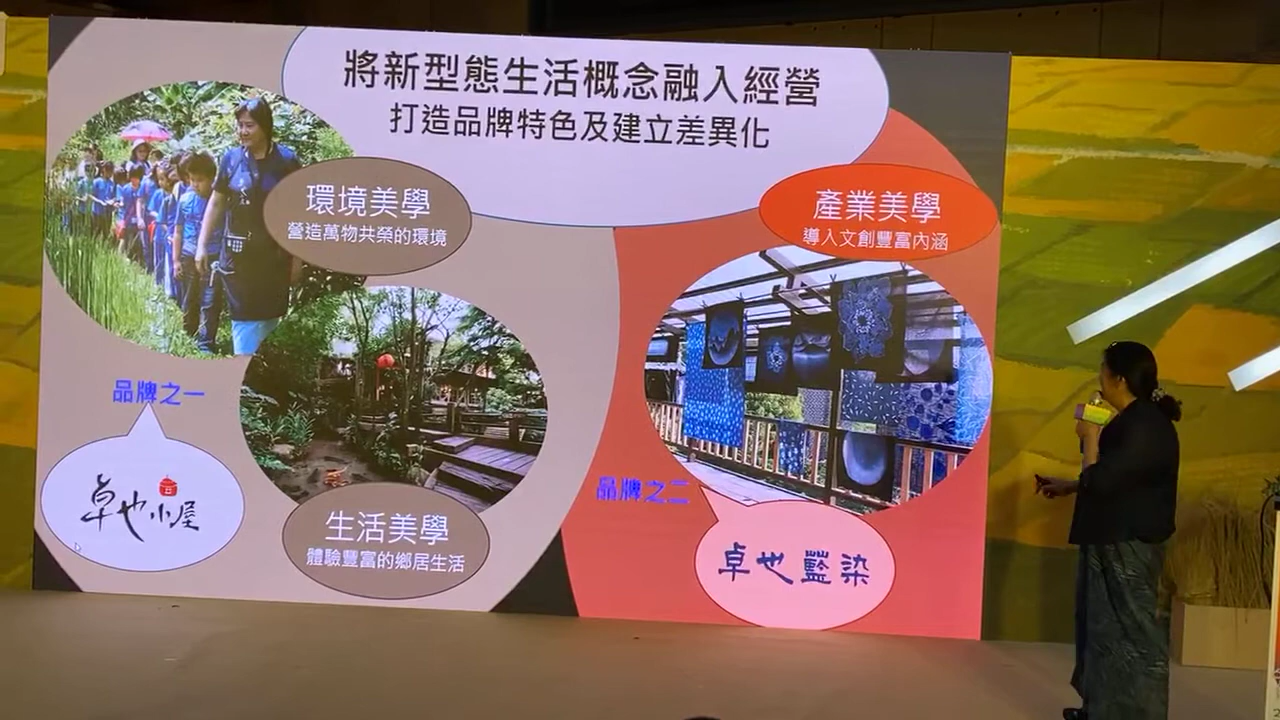 將新型態生活概念融入經營
打造品牌特色及建立差異化
環境美學
營造萬物共榮的環境
產業美學
導入文創豐富內涵
品牌之一
卓也小屋
生活美學
體驗豐富的鄉居生活
品牌之二
卓也藍染